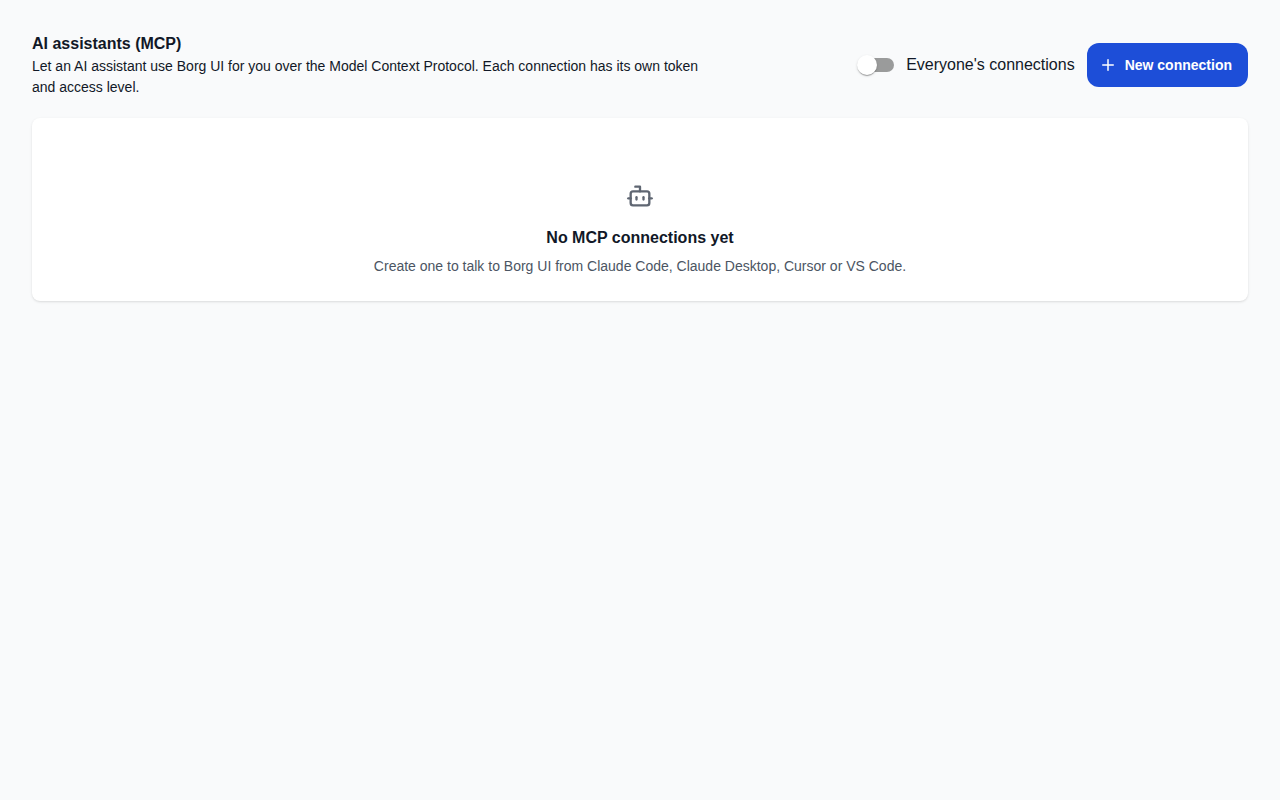 AI assistants (MCP)
Let an AI assistant use Borg UI for you over the Model Context Protocol. Each connection has its own token
and access level.
Everyone's connections
New connection
No MCP connections yet
Create one to talk to Borg UI from Claude Code, Claude Desktop, Cursor or VS Code.